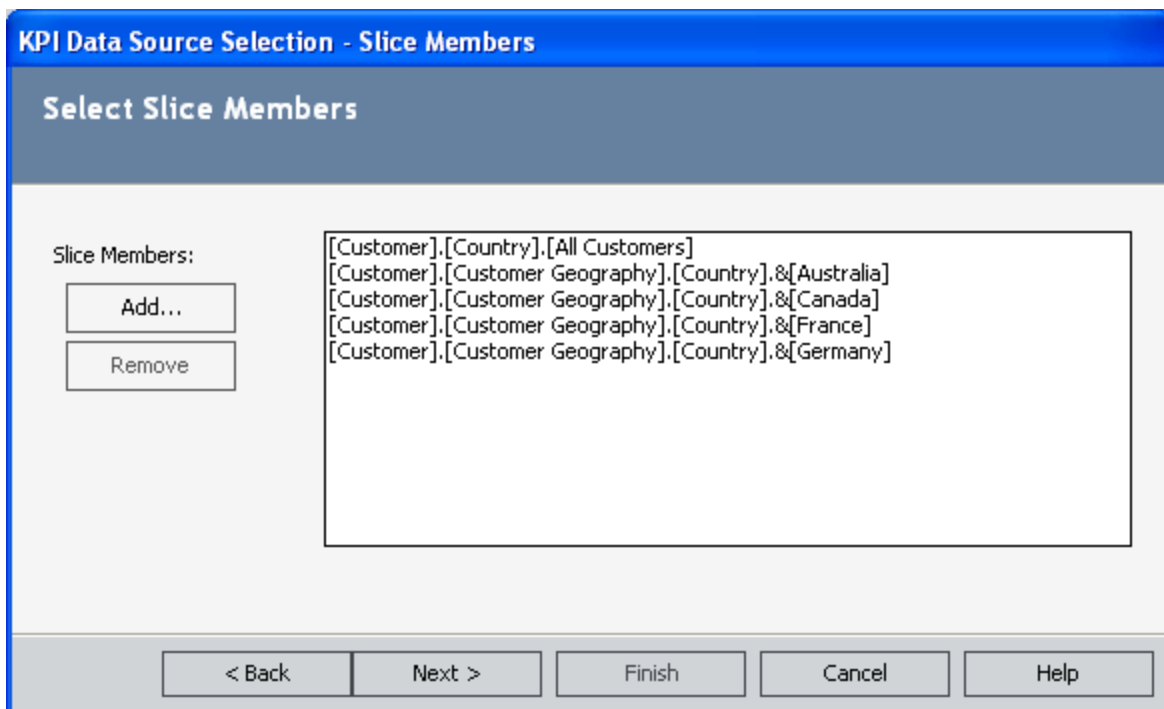 KPI Data Source Selection - Slice Members
Select Slice Members
Slice Members:
Add...
Remove
[Customer].[Country].[All Customers]
[Customer].[Customer Geography].[Country].&[Australia]
[Customer].[Customer Geography].[Country].&[Canada]
[Customer].[Customer Geography].[Country].&[France]
[Customer].[Customer Geography].[Country].&[Germany]
< Back Next > Finish Cancel Help